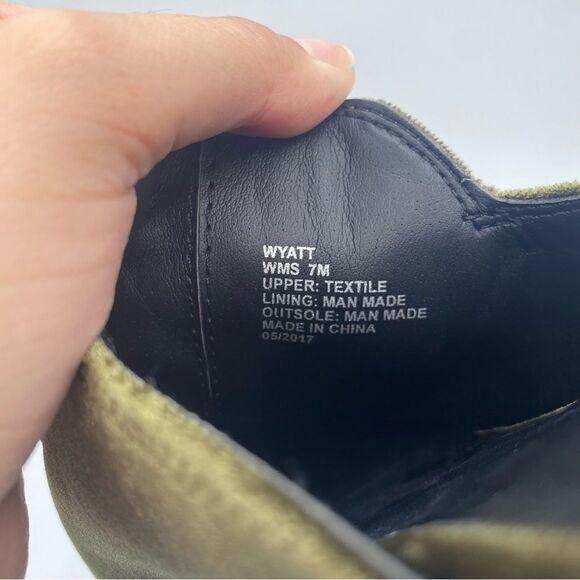 WYATT
WMS 7M
UPPER: TEXTILE
LINING: MAN MADE
OUTSOLE: MAN MADE
MADE IN CHINA
05/2017